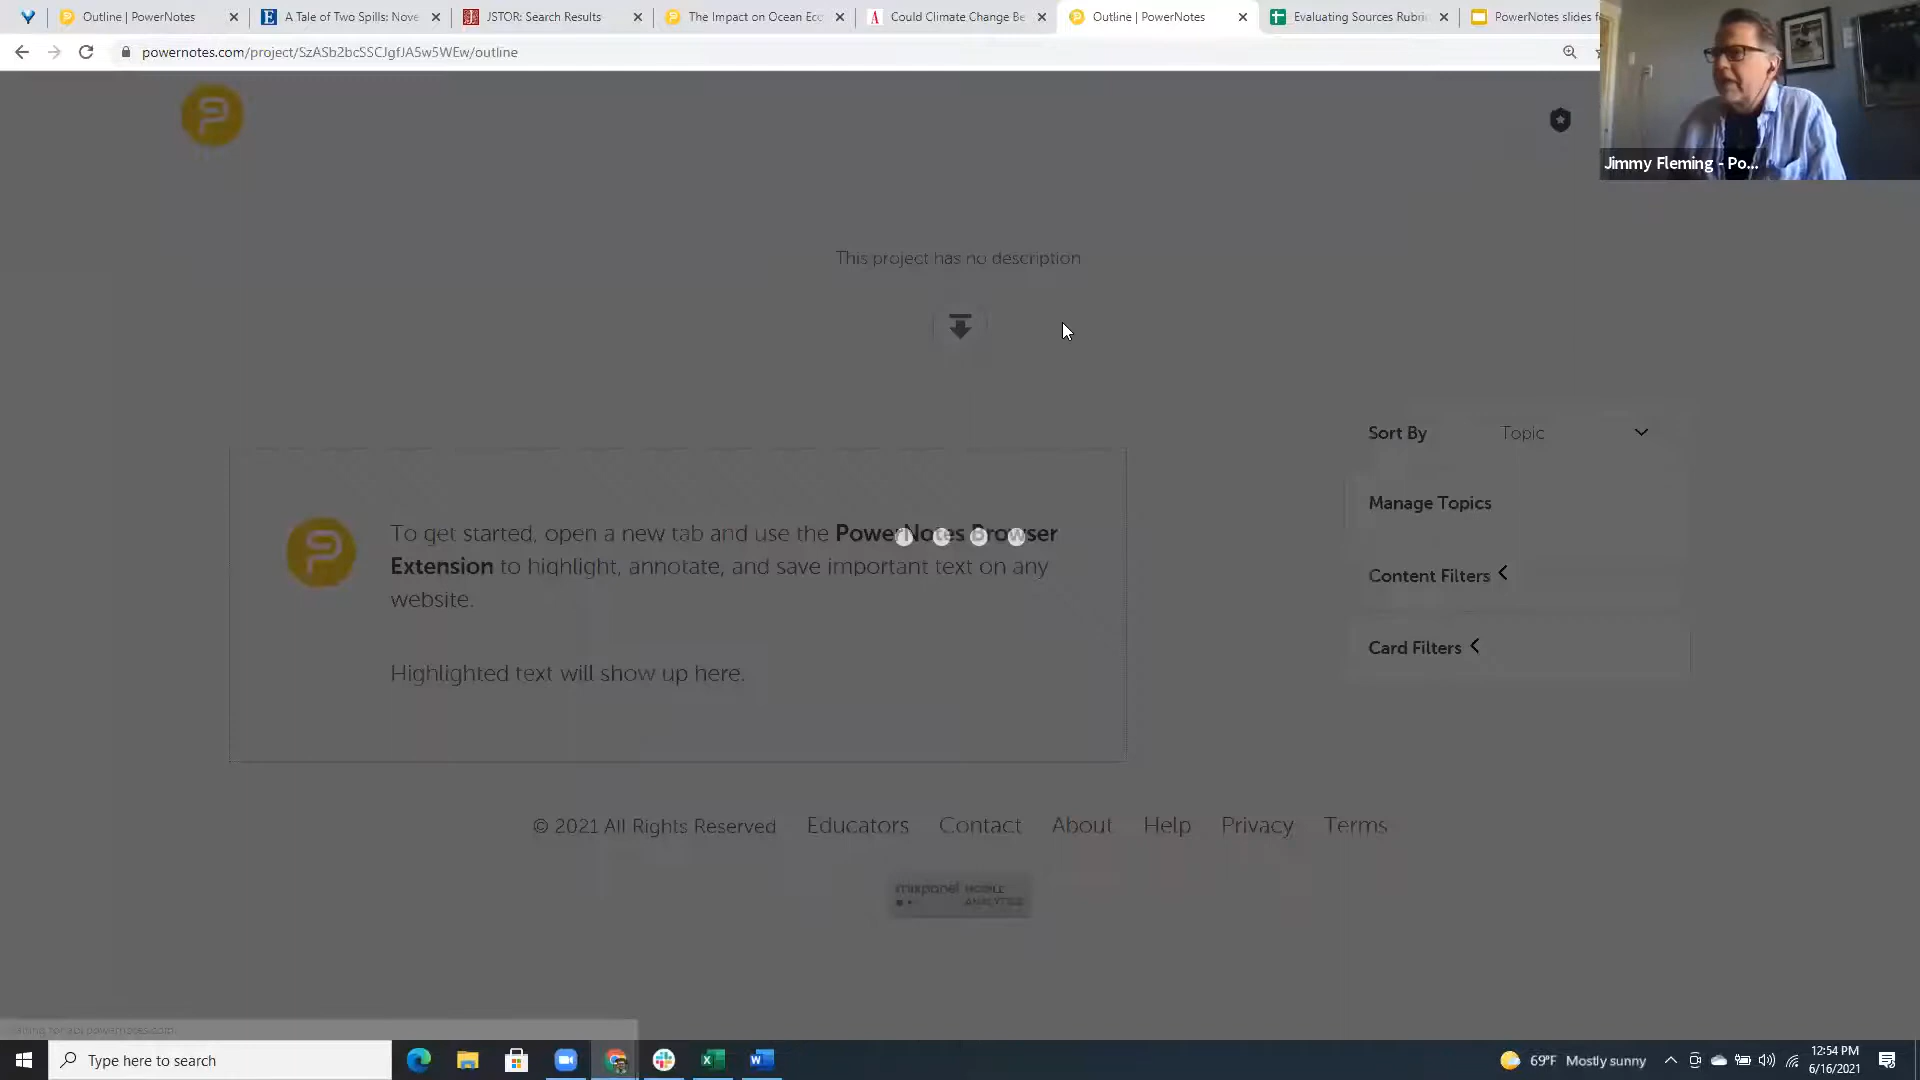 Outline | PowerNotes
A Tale of Two Spills: Nove
JSTOR: Search Results
The Impact on Ocean Eco
Could Climate Change Be
Outline | PowerNotes
Evaluating Sources Rubric
PowerNotes slides f
powernotes.com/project/SzASb2bcSSCJgfJA5w5WEw/outline
Jimmy Fleming - Po...
This project has no description
Sort By Topic
Manage Topics
Content Filters
Card Filters
To get started, open a new tab and use the PowerNotes Browser
Extension to highlight, annotate, and save important text on any
website.
Highlighted text will show up here.
© 2021 All Rights Reserved Educators Contact About Help Privacy Terms
mixpanel MOBILE
ANALYTICS
Type here to search
69°F Mostly sunny
12:54 PM
6/16/2021